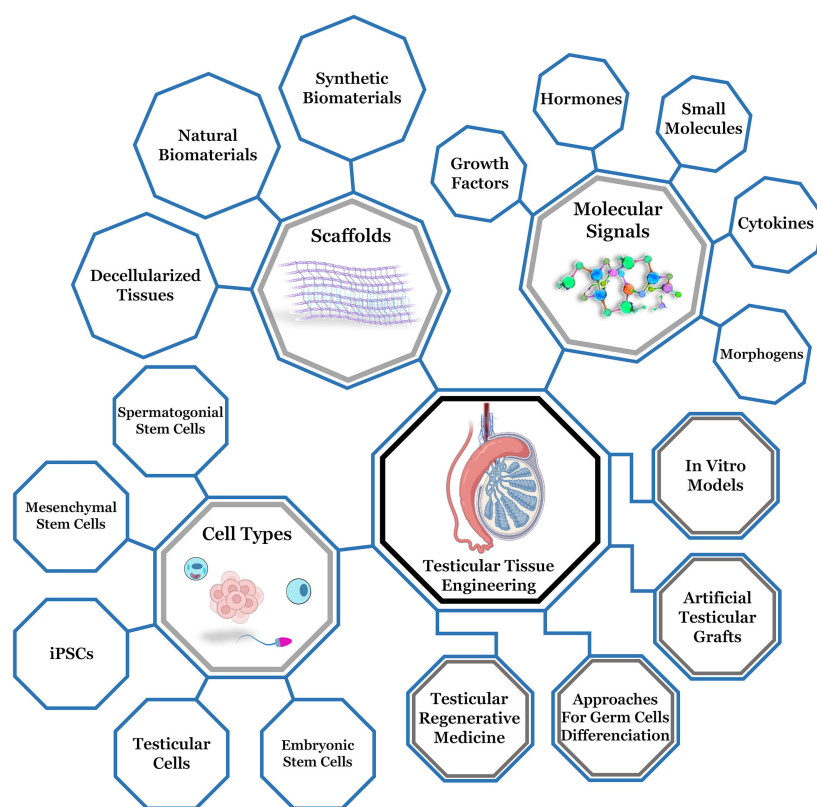 Synthetic
Biomaterials
Natural
Biomaterials
Decellularized
Tissues
Scaffolds
Hormones
Small
Molecules
Growth
Factors
Cytokines
Morphogens
Molecular
Signals
Spermatogonial
Stem Cells
Mesenchymal
Stem Cells
iPSCs
Testicular
Cells
Embryonic
Stem Cells
Cell Types
Testicular Tissue
Engineering
In Vitro
Models
Artificial
Testicular
Grafts
Testicular
Regenerative
Medicine
Approaches
For Germ Cells
Differenciation